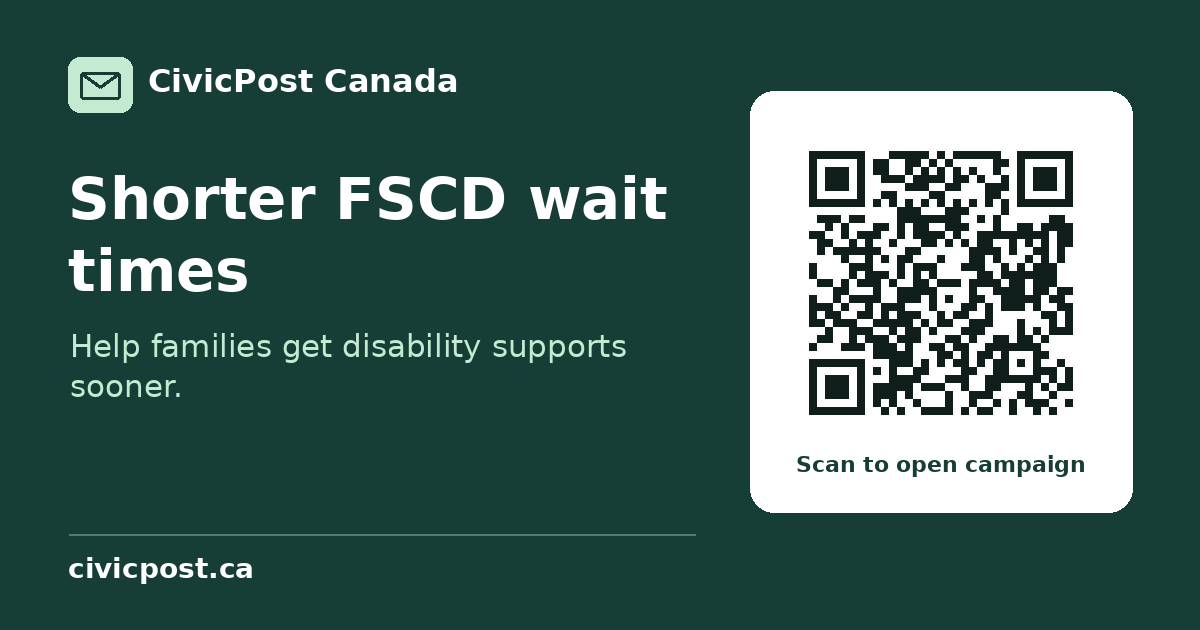 CivicPost Canada
Shorter FSCD wait
times
Help families get disability supports
sooner.
Scan to open campaign
civicpost.ca